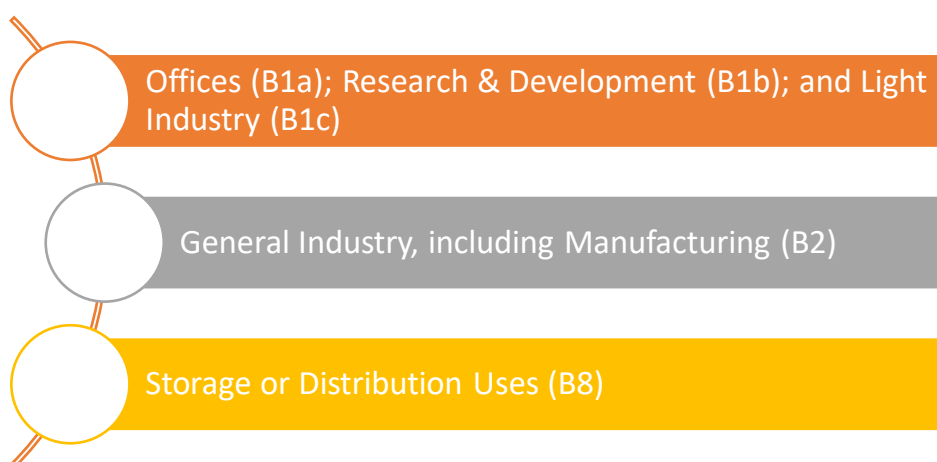 Offices (B1a); Research & Development (B1b); and Light
Industry (B1c)
General Industry, including Manufacturing (B2)
Storage or Distribution Uses (B8)